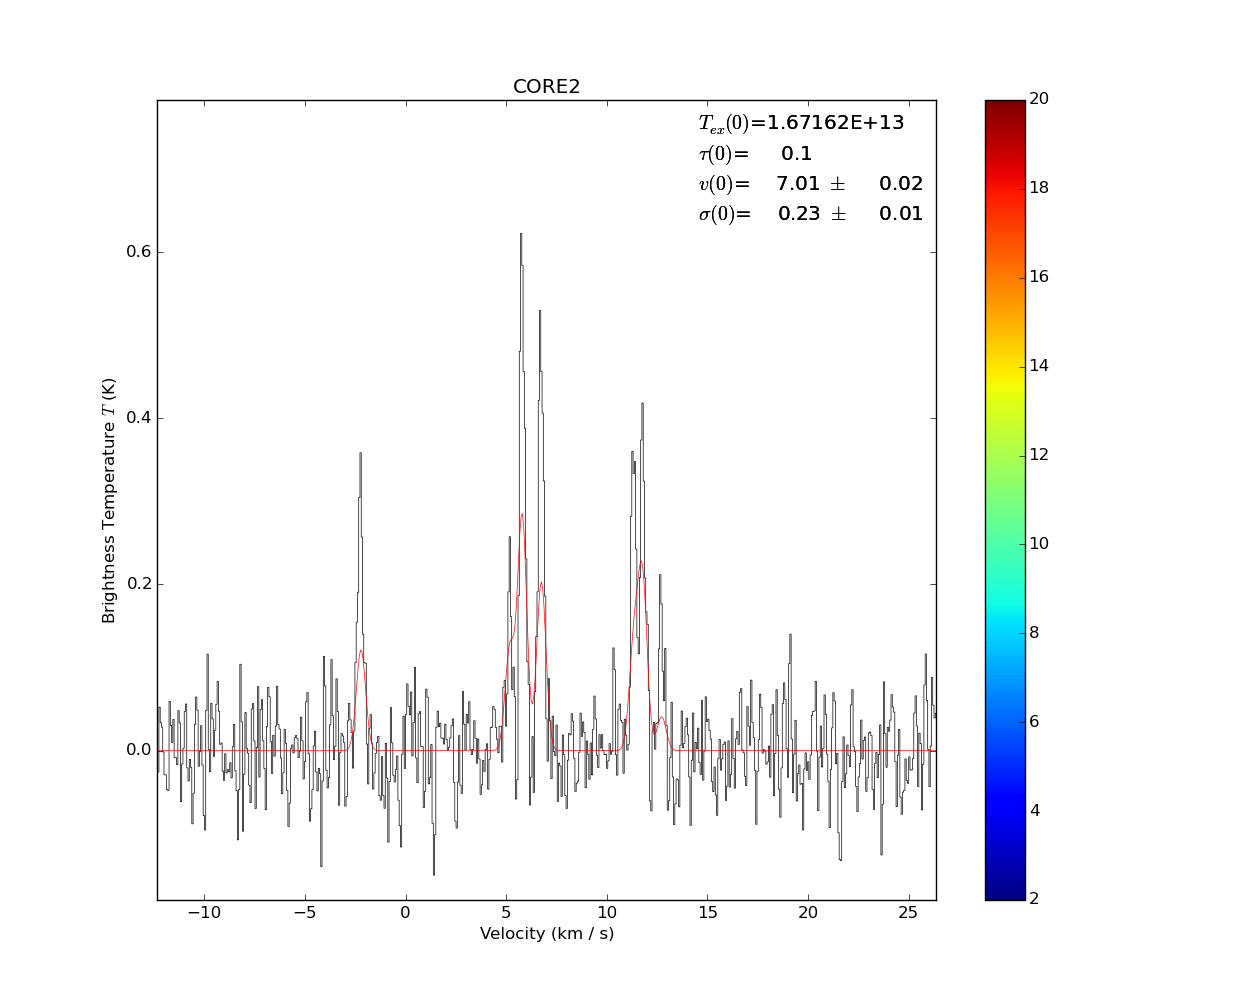 CORE2
T_ex(0)=1.67162E+13
τ(0)= 0.1
v(0)= 7.01 ± 0.02
σ(0)= 0.23 ± 0.01
Brightness Temperature T (K)
0.6
0.4
0.2
0.0
−10 −5 0 5 10 15 20 25
Velocity (km / s)
20
18
16
14
12
10
8
6
4
2